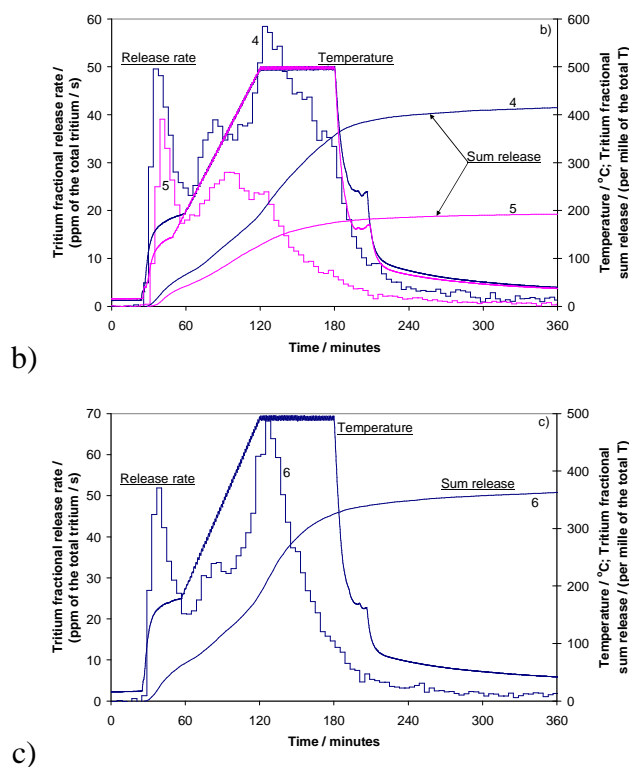 b)
Tritium fractional release rate /
(ppm of the total tritium / s)
60
50
40
30
20
10
0
Release rate
4
Temperature
5
4
Sum release
5
600
500
400
300
200
100
0
Temperature / °C; Tritium fractional
sum release / (per mille of the total T)
0 60 120 180 240 300 360
Time / minutes
b)
c)
Tritium fractional release rate /
(ppm of the total tritium / s)
70
60
50
40
30
20
10
0
Release rate
6
Temperature
Sum release
6
500
400
300
200
100
0
Temperature / °C; Tritium fractional
sum release / (per mille of the total T)
0 60 120 180 240 300 360
Time / minutes
c)